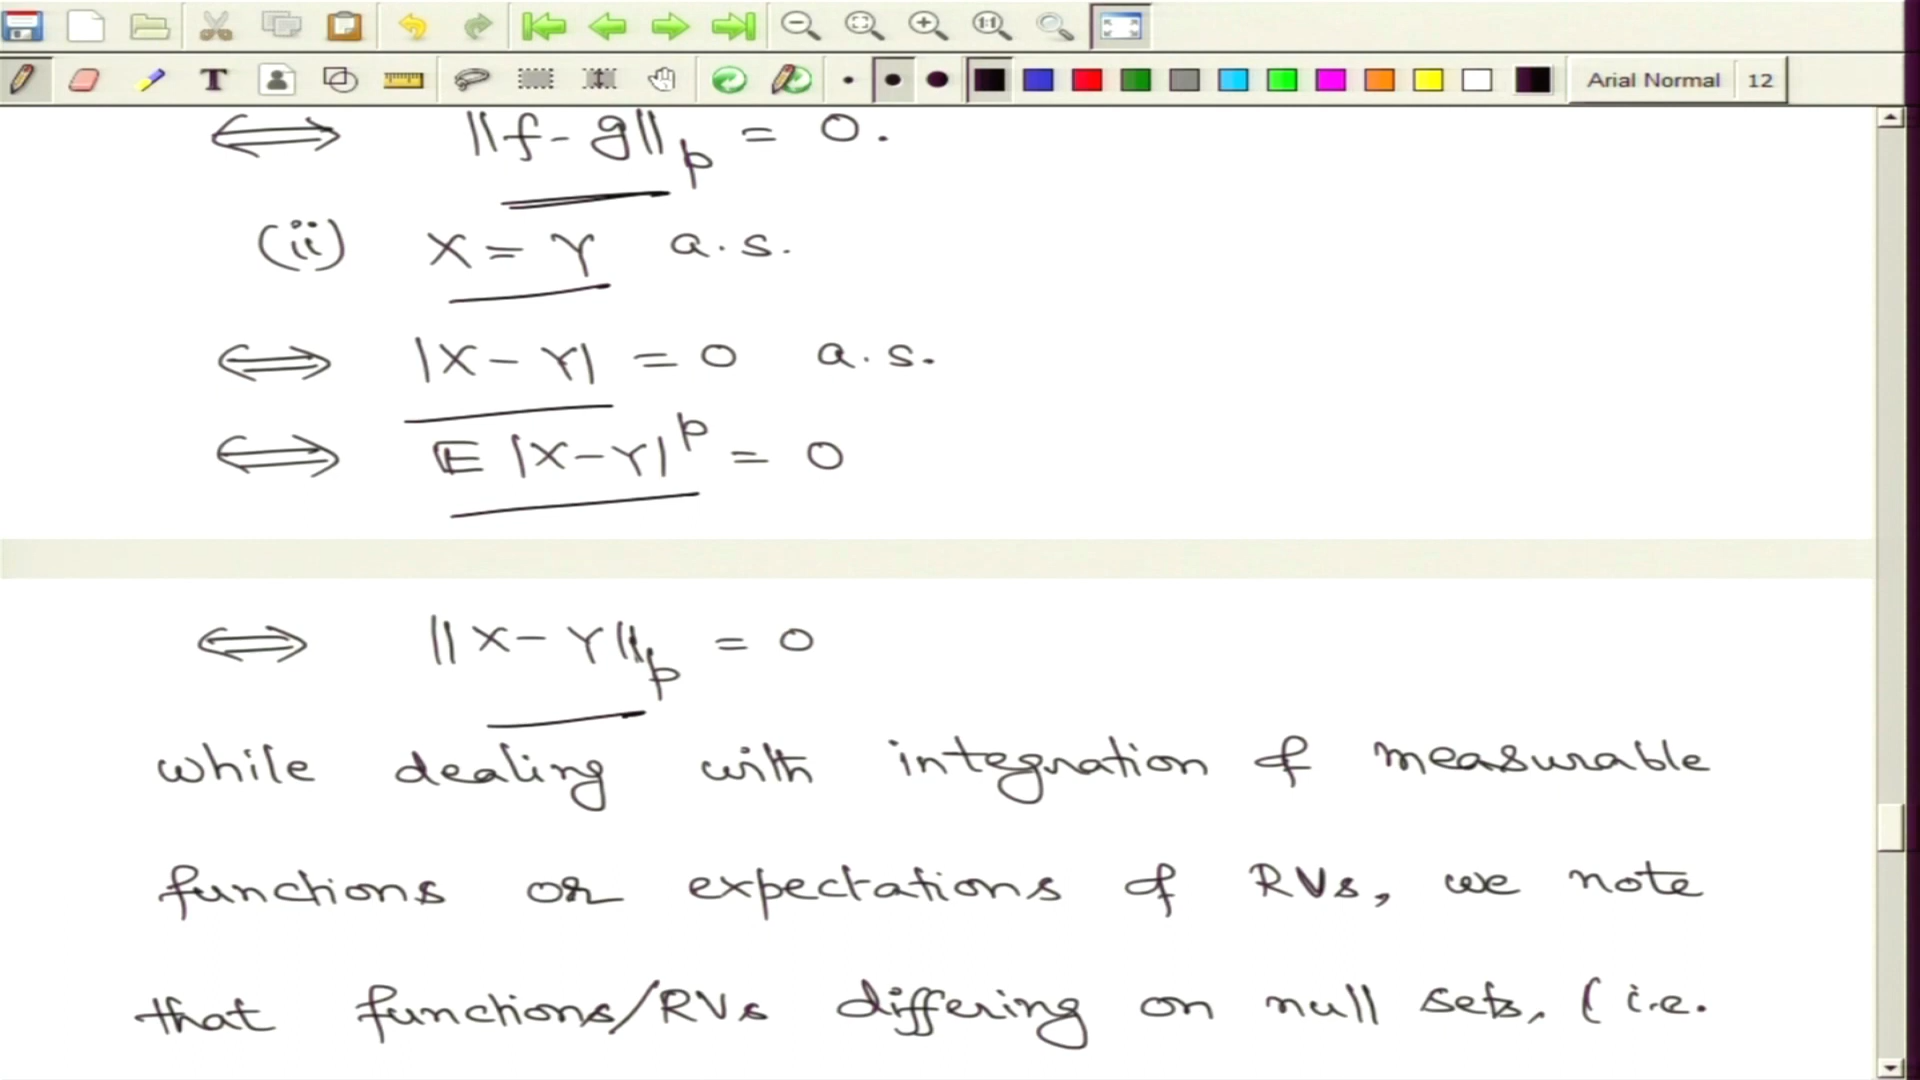 Arial Normal 12
⟺ ||f-g||_p = 0.
(ii) X = Y a.s.
⟺ |X-Y| = 0 a.s.
⟺ 𝔼 |X-Y|^p = 0
⟺ ||X-Y||_p = 0
while dealing with integration of measurable
functions or expectations of RVs, we note
that functions/RVs differing on null sets, (i.e.